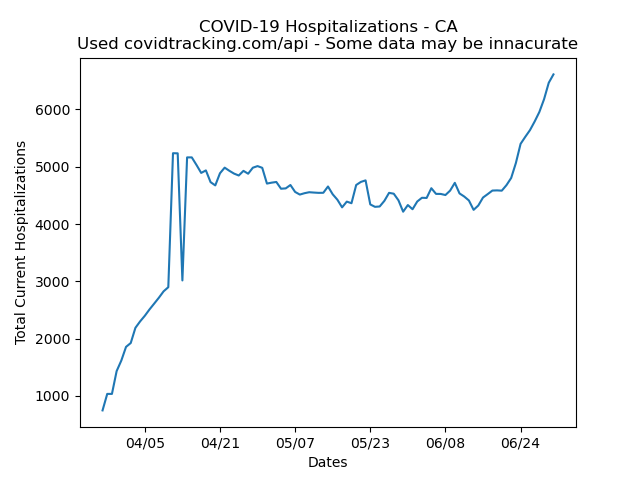 COVID-19 Hospitalizations - CA
Used covidtracking.com/api - Some data may be innacurate
Total Current Hospitalizations
6000
5000
4000
3000
2000
1000
04/05 04/21 05/07 05/23 06/08 06/24
Dates